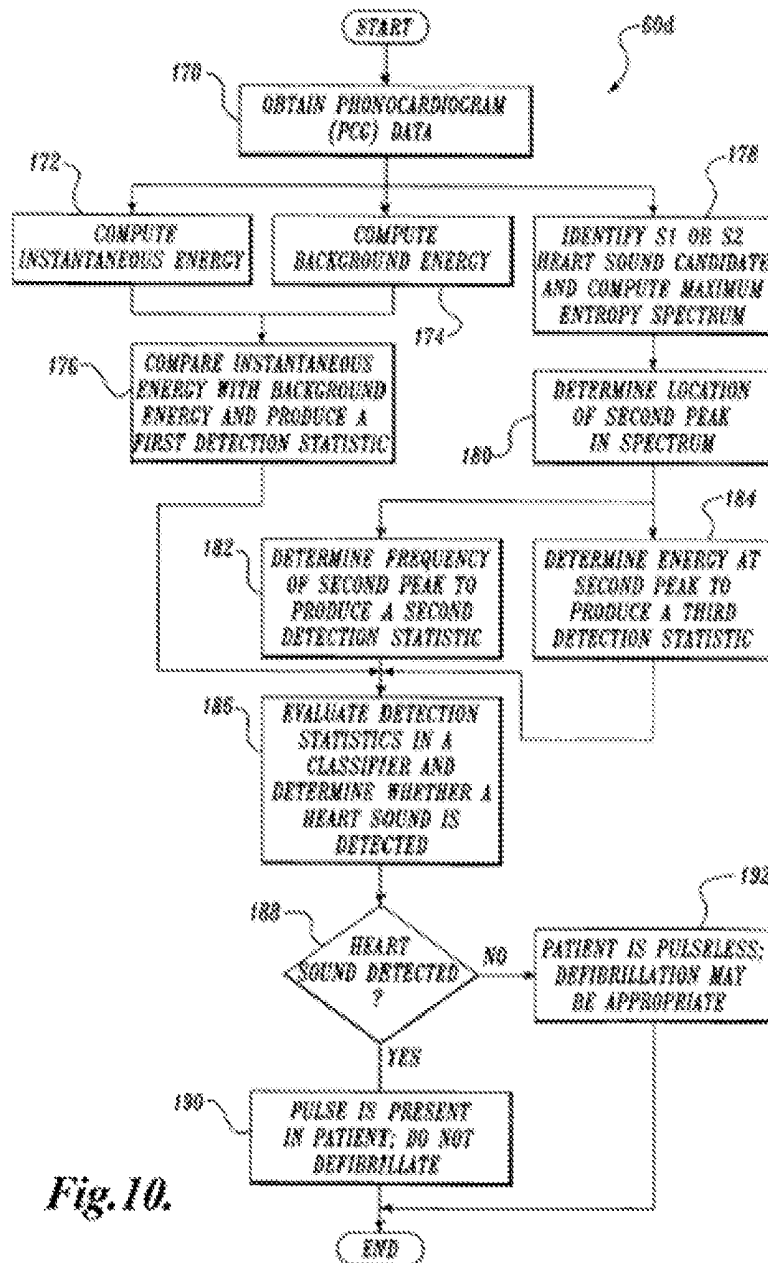 START
60d
170
OBTAIN PHONOCARDIOGRAM
(PCG) DATA
172
COMPUTE
INSTANTANEOUS ENERGY
COMPUTE
BACKGROUND ENERGY
174
178
IDENTIFY S1 OR S2
HEART SOUND CANDIDATE
AND COMPUTE MAXIMUM
ENTROPY SPECTRUM
176
COMPARE INSTANTANEOUS
ENERGY WITH BACKGROUND
ENERGY AND PRODUCE A
FIRST DETECTION STATISTIC
DETERMINE LOCATION
OF SECOND PEAK
IN SPECTRUM
180
182
DETERMINE FREQUENCY
OF SECOND PEAK TO
PRODUCE A SECOND
DETECTION STATISTIC
184
DETERMINE ENERGY AT
SECOND PEAK TO
PRODUCE A THIRD
DETECTION STATISTIC
186
EVALUATE DETECTION
STATISTICS IN A
CLASSIFIER AND
DETERMINE WHETHER A
HEART SOUND IS
DETECTED
188
HEART
SOUND DETECTED
?
NO
YES
192
PATIENT IS PULSELESS;
DEFIBRILLATION MAY
BE APPROPRIATE
190
PULSE IS PRESENT
IN PATIENT; DO NOT
DEFIBRILLATE
END
Fig.10.